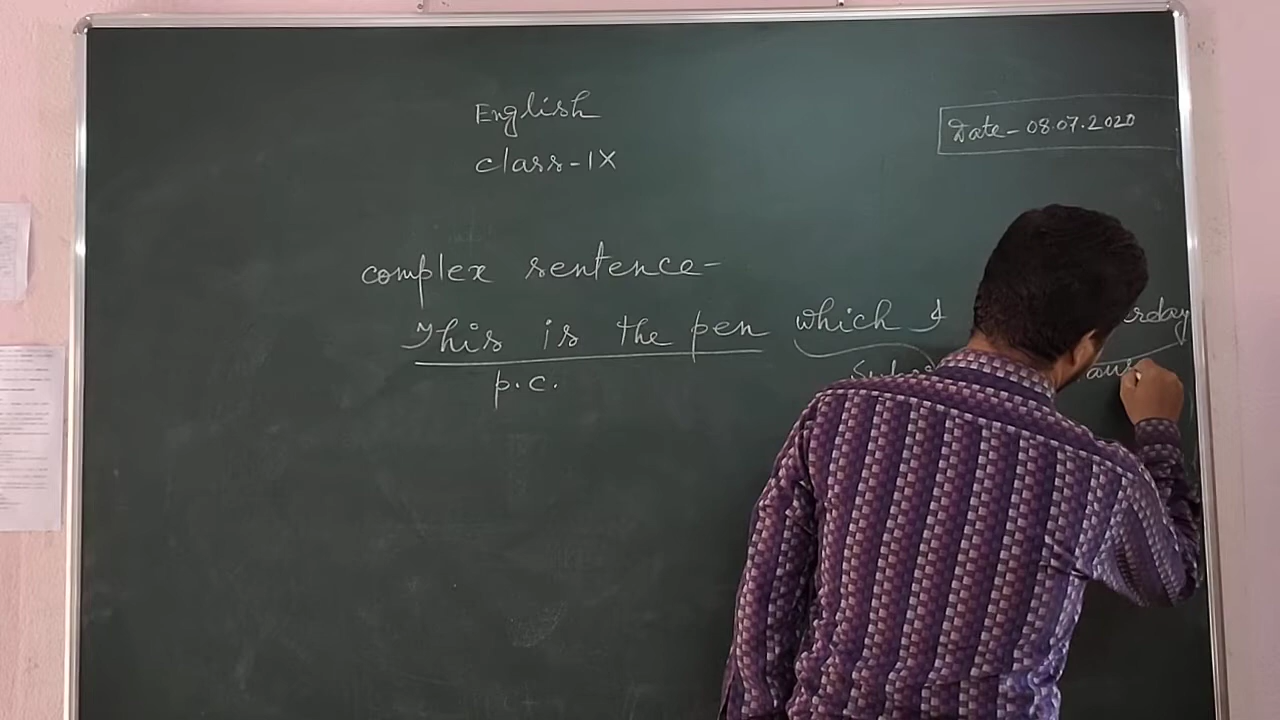 English
Date - 08.07.2020
class - IX
complex sentence -
This is the pen which I
p.c.